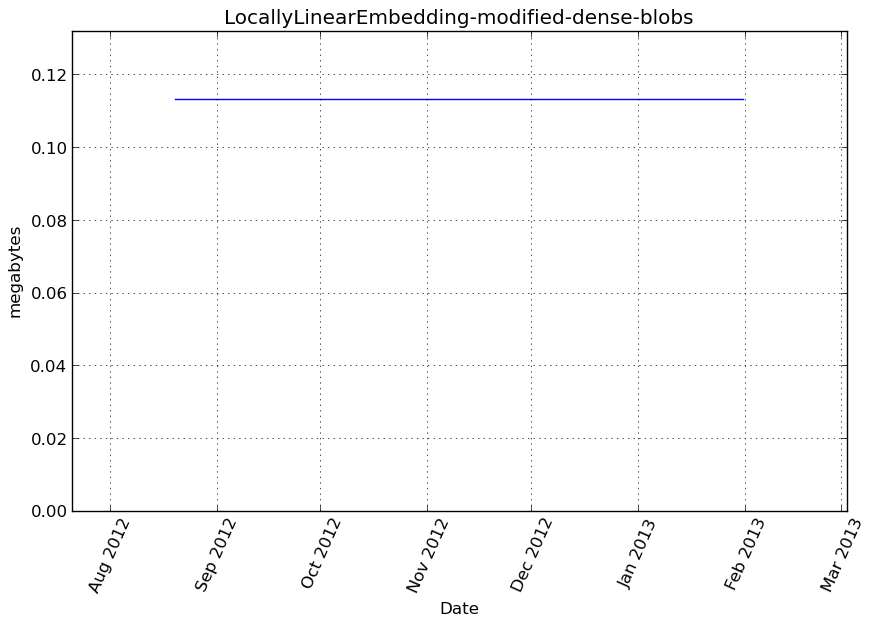 LocallyLinearEmbedding-modified-dense-blobs
megabytes
0.12
0.10
0.08
0.06
0.04
0.02
0.00
Aug 2012
Sep 2012
Oct 2012
Nov 2012
Dec 2012
Jan 2013
Feb 2013
Mar 2013
Date